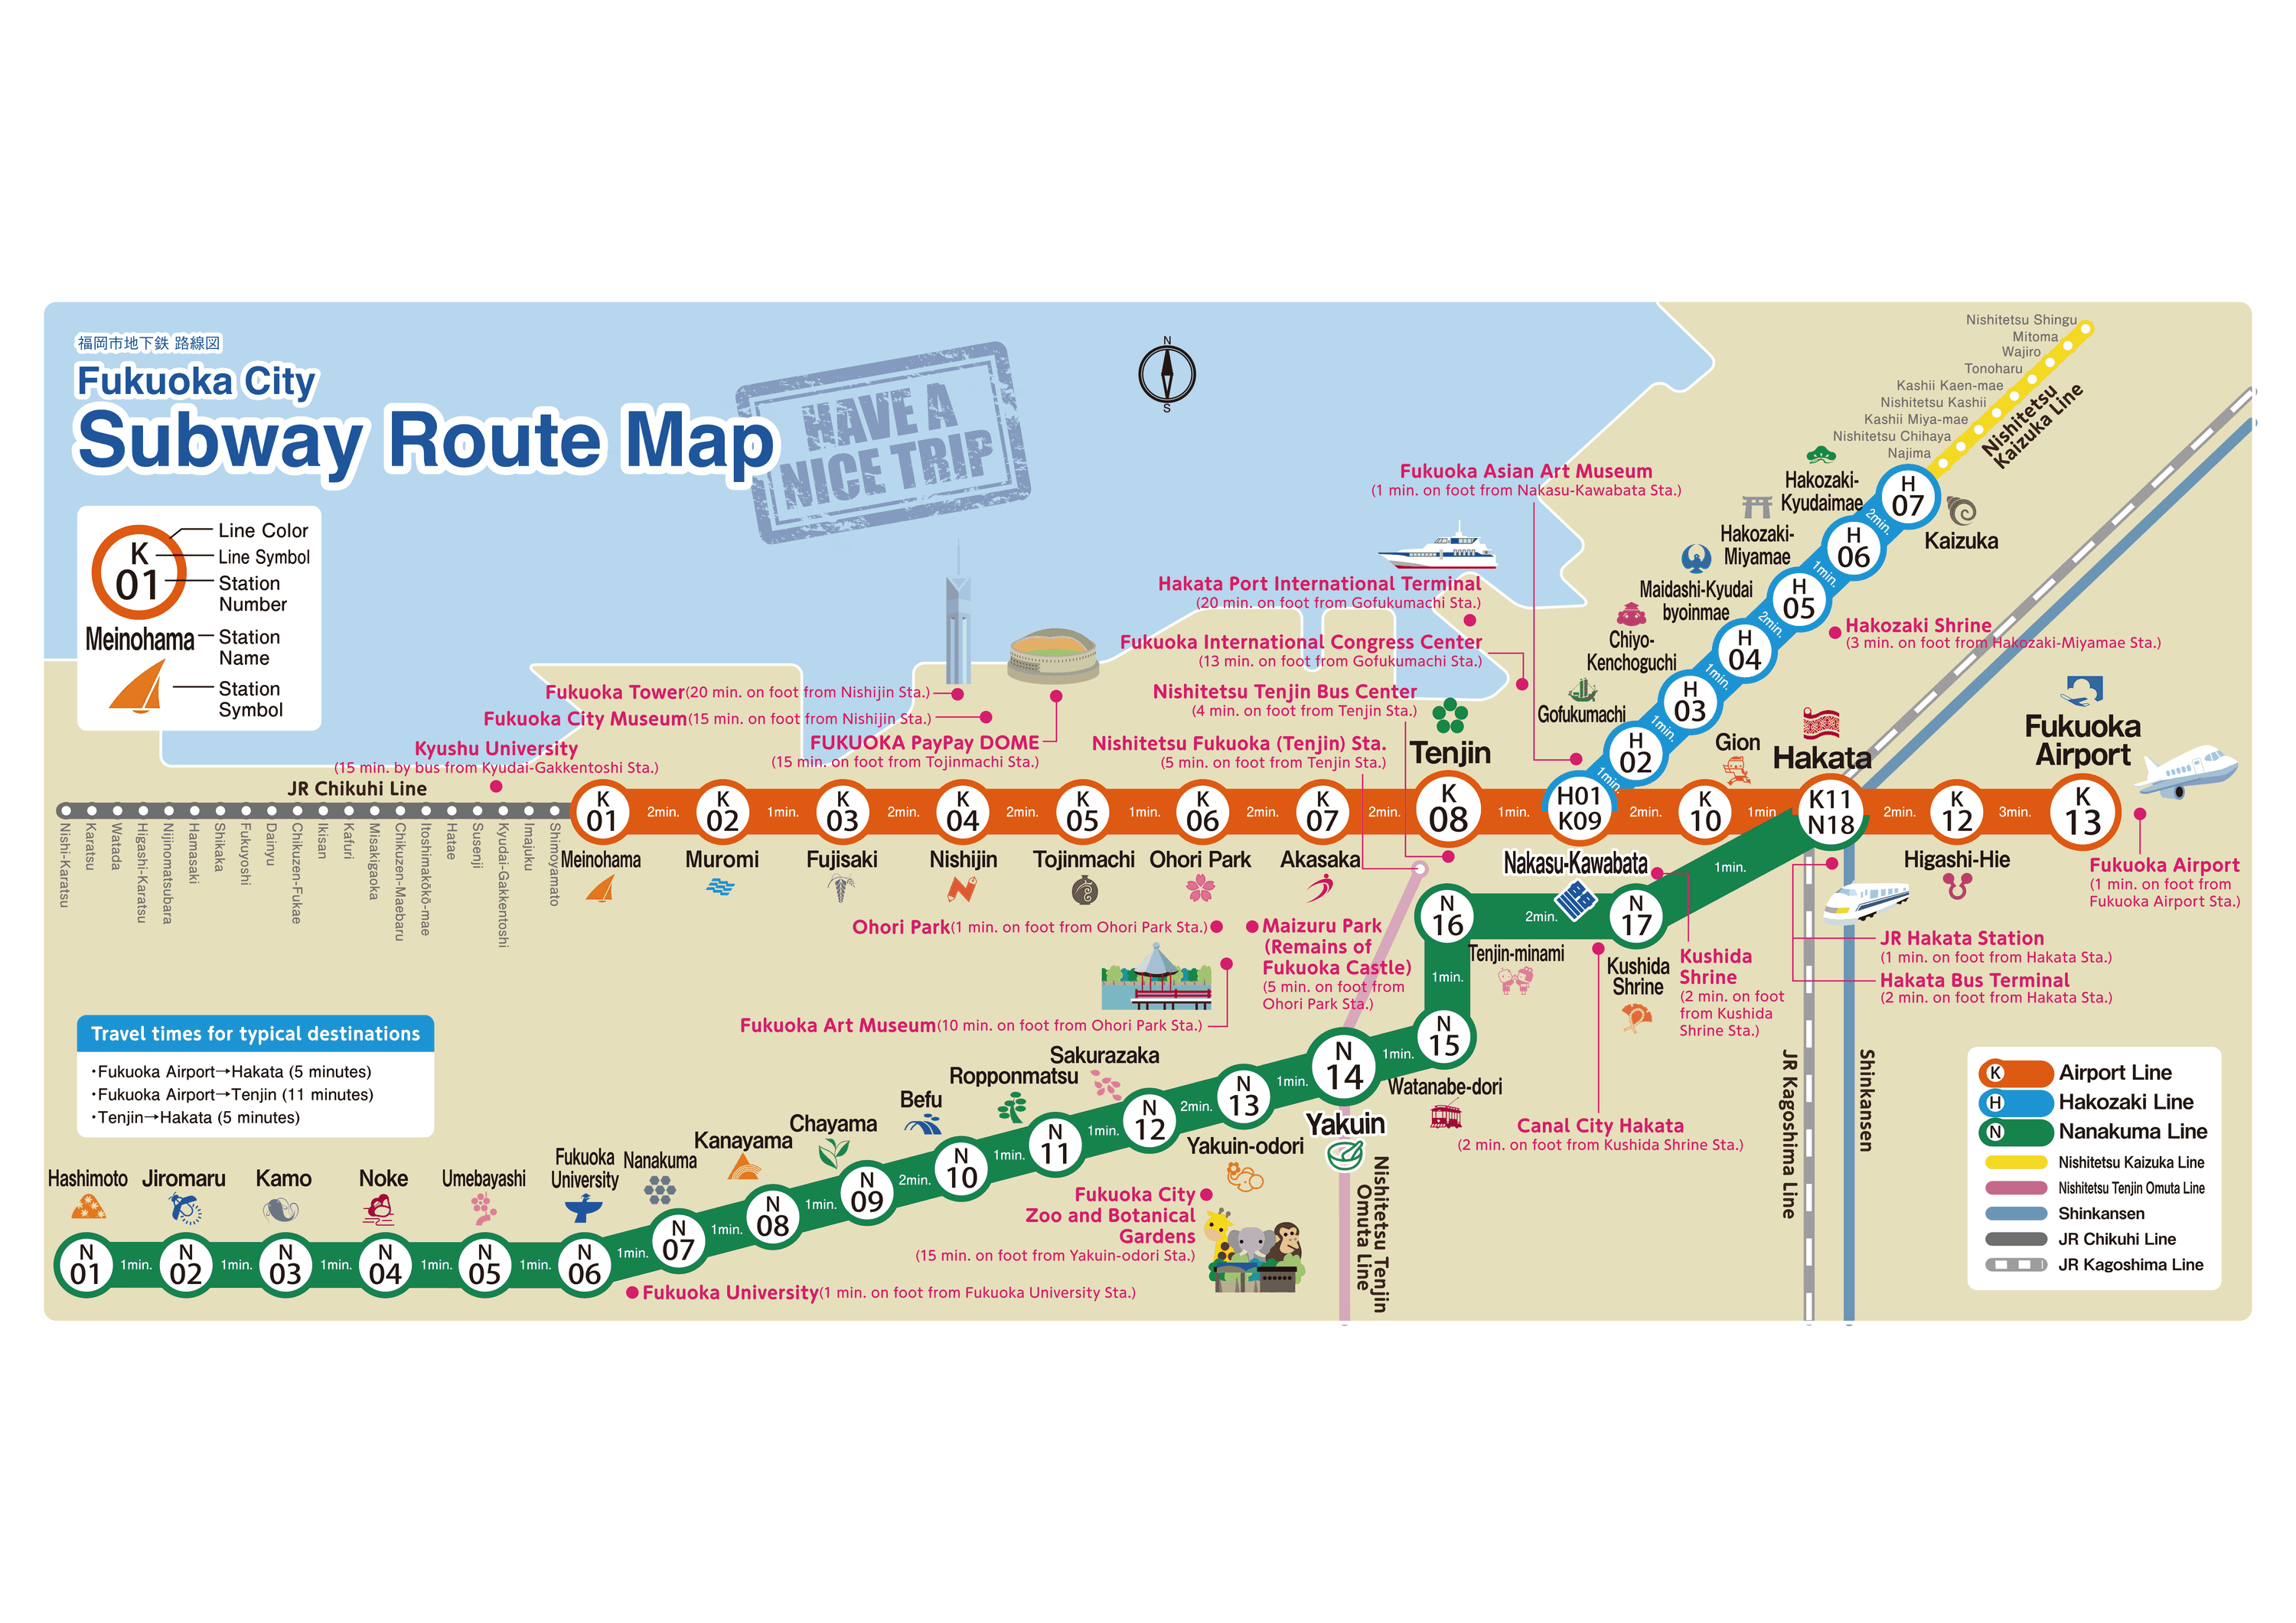 福岡市地下鉄 路線図
Fukuoka City
Subway Route Map
HAVE A
NICE TRIP
N
S
K
01
Line Color
Line Symbol
Station
Number
Meinohama
Station
Name
Station
Symbol
Nishitetsu Shingu
Mitoma
Wajiro
Tonoharu
Kashii Kaen-mae
Nishitetsu Kashii
Kashii Miya-mae
Nishitetsu Chihaya
Najima
Nishitetsu
Kaizuka Line
Fukuoka Asian Art Museum
(1 min. on foot from Nakasu-Kawabata Sta.)
Hakata Port International Terminal
(20 min. on foot from Gofukumachi Sta.)
Fukuoka International Congress Center
(13 min. on foot from Gofukumachi Sta.)
Nishitetsu Tenjin Bus Center
(4 min. on foot from Tenjin Sta.)
Nishitetsu Fukuoka (Tenjin) Sta.
(5 min. on foot from Tenjin Sta.)
Fukuoka Tower(20 min. on foot from Nishijin Sta.)
Fukuoka City Museum(15 min. on foot from Nishijin Sta.)
FUKUOKA PayPay DOME
(15 min. on foot from Tojinmachi Sta.)
Kyushu University
(15 min. by bus from Kyudai-Gakkentoshi Sta.)
Hakozaki-
Kyudaimae
Hakozaki-
Miyamae
Maidashi-Kyudai
byoinmae
Chiyo-
Kenchoguchi
Gofukumachi
Kaizuka
H
07
2min.
H
06
1min.
H
05
2min.
H
04
1min.
H
03
1min.
H
02
1min.
Hakozaki Shrine
(3 min. on foot from Hakozaki-Miyamae Sta.)
Tenjin
Gion
Hakata
Fukuoka
Airport
JR Chikuhi Line
Nishi-Karatsu
Karatsu
Watada
Higashi-Karatsu
Nijinomatsubara
Hamasaki
Shikaka
Fukuyoshi
Dainyu
Chikuzen-Fukae
Ikisan
Kafuri
Misakigaoka
Chikuzen-Maebaru
Itoshimakōkō-mae
Hatae
Susenji
Kyudai-Gakkentoshi
Imajuku
Shimoyamato
K
01
2min.
K
02
1min.
K
03
2min.
K
04
2min.
K
05
1min.
K
06
2min.
K
07
2min.
K
08
1min.
H01
K09
2min.
K
10
1min.
K11
N18
2min.
K
12
3min.
K
13
Meinohama
Muromi
Fujisaki
Nishijin
Tojinmachi
Ohori Park
Akasaka
Nakasu-Kawabata
Higashi-Hie
Fukuoka Airport
(1 min. on foot from
Fukuoka Airport Sta.)
Ohori Park(1 min. on foot from Ohori Park Sta.)
Maizuru Park
(Remains of
Fukuoka Castle)
(5 min. on foot from
Ohori Park Sta.)
Fukuoka Art Museum(10 min. on foot from Ohori Park Sta.)
N
16
2min.
N
17
1min.
Tenjin-minami
Kushida
Shrine
Kushida
Shrine
(2 min. on foot
from Kushida
Shrine Sta.)
JR Hakata Station
(1 min. on foot from Hakata Sta.)
Hakata Bus Terminal
(2 min. on foot from Hakata Sta.)
1min.
N
15
Watanabe-dori
1min.
N
14
Yakuin
Canal City Hakata
(2 min. on foot from Kushida Shrine Sta.)
JR Kagoshima Line
Shinkansen
Nishitetsu Tenjin
Omuta Line
Travel times for typical destinations
・Fukuoka Airport→Hakata (5 minutes)
・Fukuoka Airport→Tenjin (11 minutes)
・Tenjin→Hakata (5 minutes)
Hashimoto
Jiromaru
Kamo
Noke
Umebayashi
Fukuoka
University
Nanakuma
Kanayama
Chayama
Befu
Ropponmatsu
Sakurazaka
Yakuin-odori
N
01
1min.
N
02
1min.
N
03
1min.
N
04
1min.
N
05
1min.
N
06
1min.
N
07
1min.
N
08
1min.
N
09
2min.
N
10
1min.
N
11
1min.
N
12
2min.
N
13
1min.
Fukuoka City
Zoo and Botanical
Gardens
(15 min. on foot from Yakuin-odori Sta.)
Fukuoka University(1 min. on foot from Fukuoka University Sta.)
K Airport Line
H Hakozaki Line
N Nanakuma Line
Nishitetsu Kaizuka Line
Nishitetsu Tenjin Omuta Line
Shinkansen
JR Chikuhi Line
JR Kagoshima Line